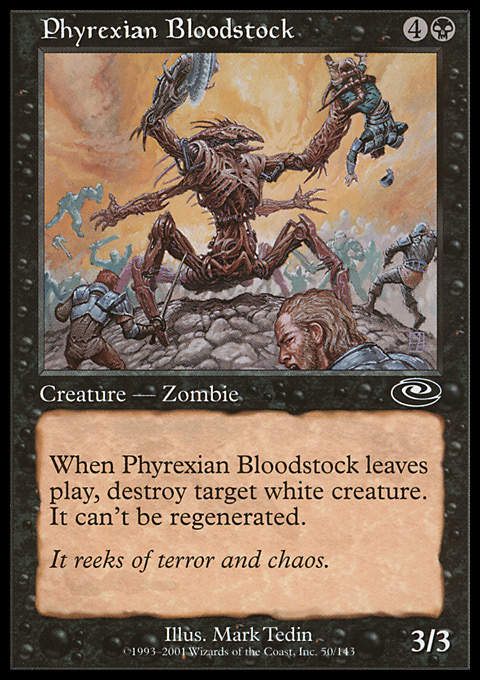 Phyrexian Bloodstock 4
Creature — Zombie
When Phyrexian Bloodstock leaves
play, destroy target white creature.
It can't be regenerated.
It reeks of terror and chaos.
Illus. Mark Tedin
©1993–2001 Wizards of the Coast, Inc. 50/143
3/3